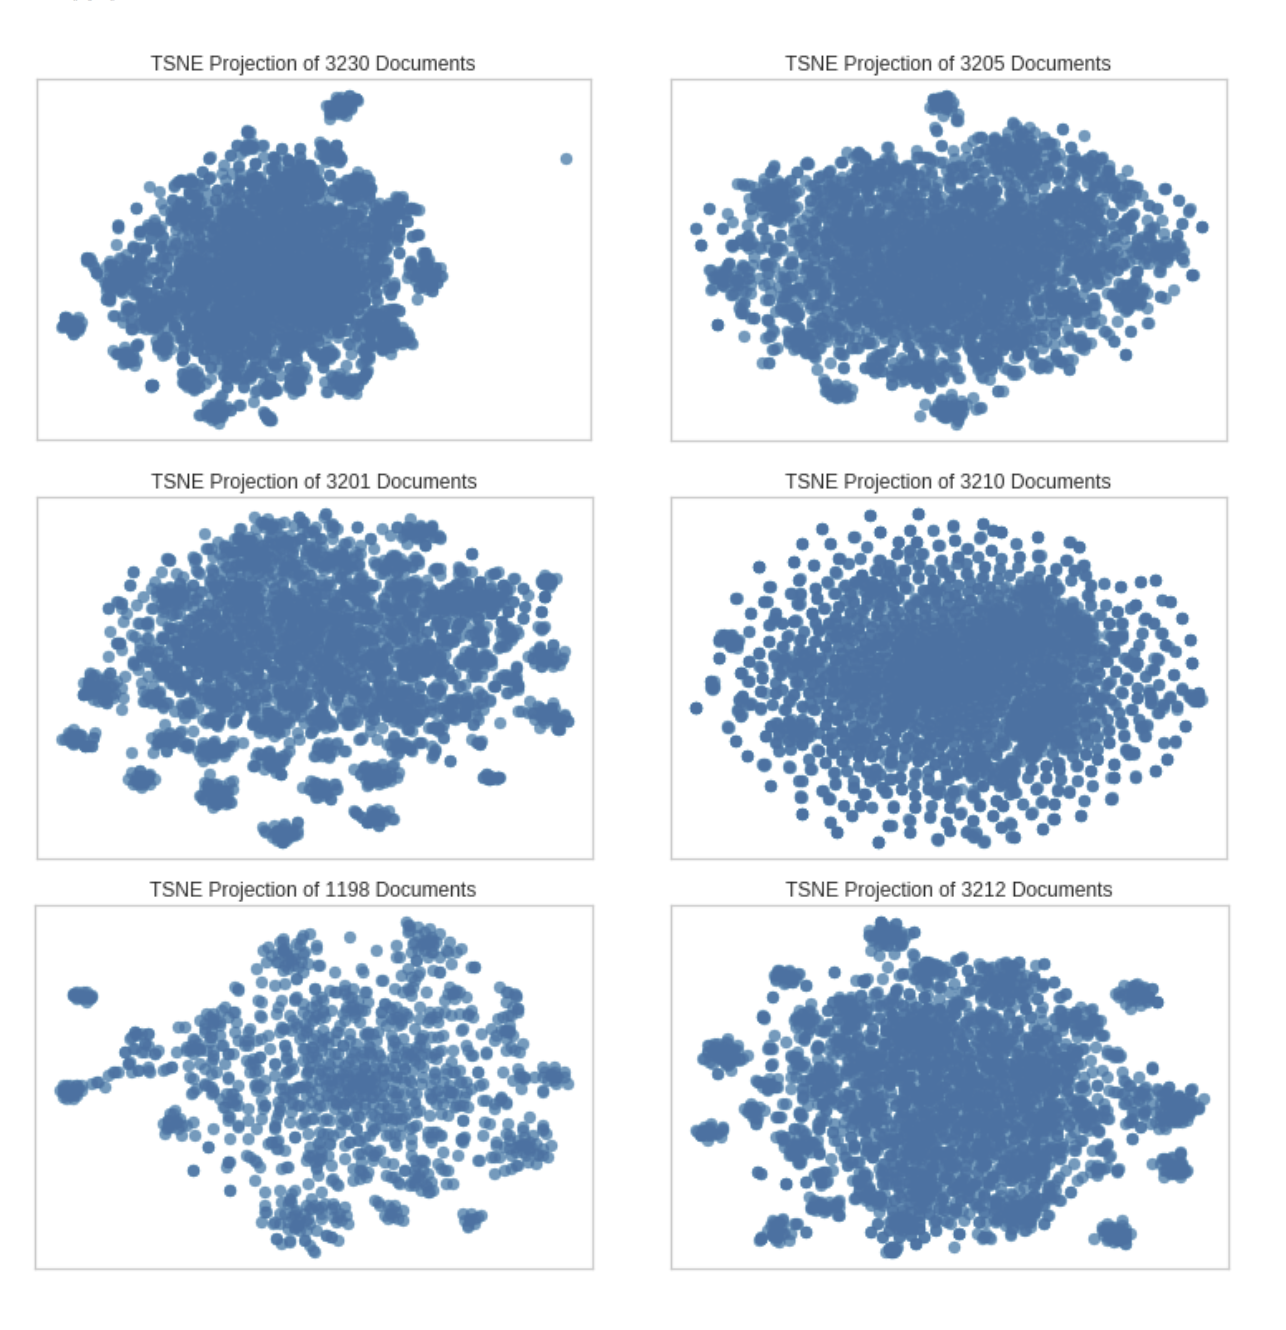 TSNE Projection of 3230 Documents
TSNE Projection of 3205 Documents
TSNE Projection of 3201 Documents
TSNE Projection of 3210 Documents
TSNE Projection of 1198 Documents
TSNE Projection of 3212 Documents